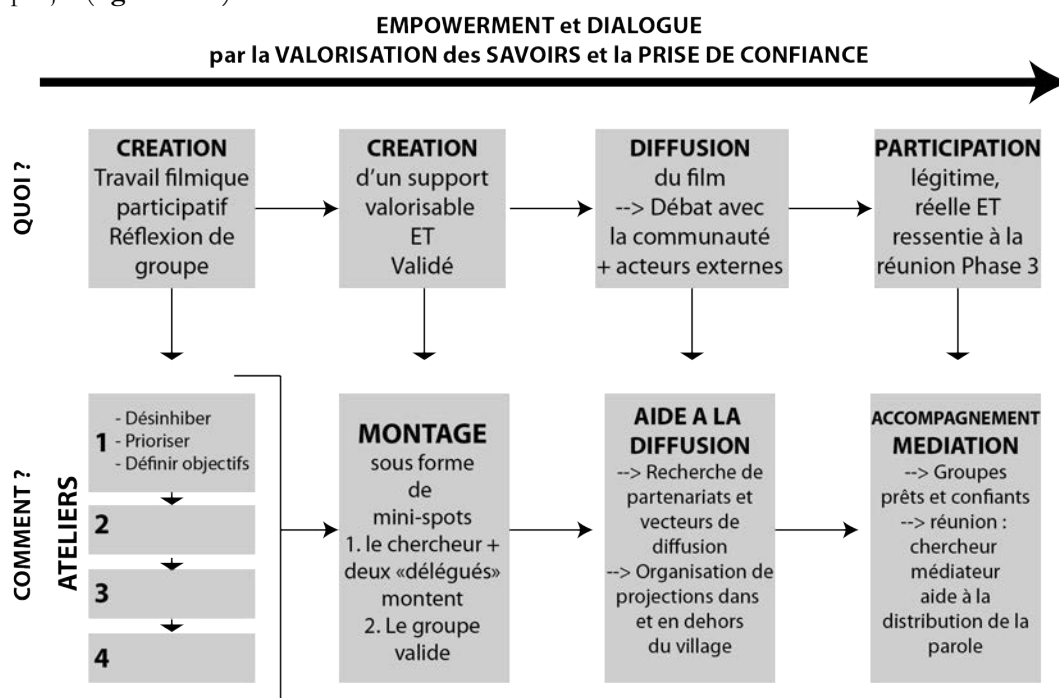 EMPOWERMENT et DIALOGUE
par la VALORISATION des SAVOIRS et la PRISE DE CONFIANCE
QUOI ?
CREATION
Travail filmique
participatif
Réflexion de
groupe
CREATION
d'un support
valorisable
ET
Validé
DIFFUSION
du film
--> Débat avec
la communauté
+ acteurs externes
PARTICIPATION
légitime,
réelle ET
ressentie à la
réunion Phase 3
COMMENT ?
ATELIERS
1
- Désinhiber
- Prioriser
- Définir objectifs
2
3
4
MONTAGE
sous forme
de
mini-spots
1. le chercheur +
deux «délégués»
montent
2. Le groupe
valide
AIDE A LA
DIFFUSION
--> Recherche de
partenariats et
vecteurs de
diffusion
--> Organisation de
projections dans
et en dehors
du village
ACCOMPAGNEMENT
MEDIATION
--> Groupes
prêts et confiants
--> réunion :
chercheur
médiateur
aide à la
distribution de la
parole